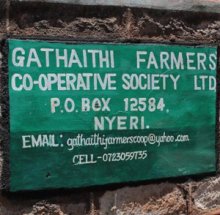 GATHAITHI FARMERS
CO-OPERATIVE SOCIETY LTD
P.O. BOX 12584,
NYERI.
EMAIL: gathaithifarmerscoop@yahoo.com
CELL-0723059735